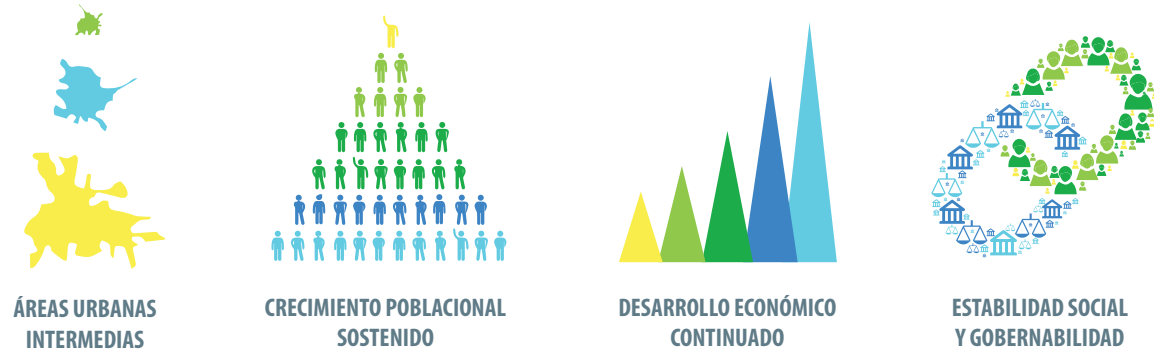 ÁREAS URBANAS
INTERMEDIAS
CRECIMIENTO POBLACIONAL
SOSTENIDO
DESARROLLO ECONÓMICO
CONTINUADO
ESTABILIDAD SOCIAL
Y GOBERNABILIDAD